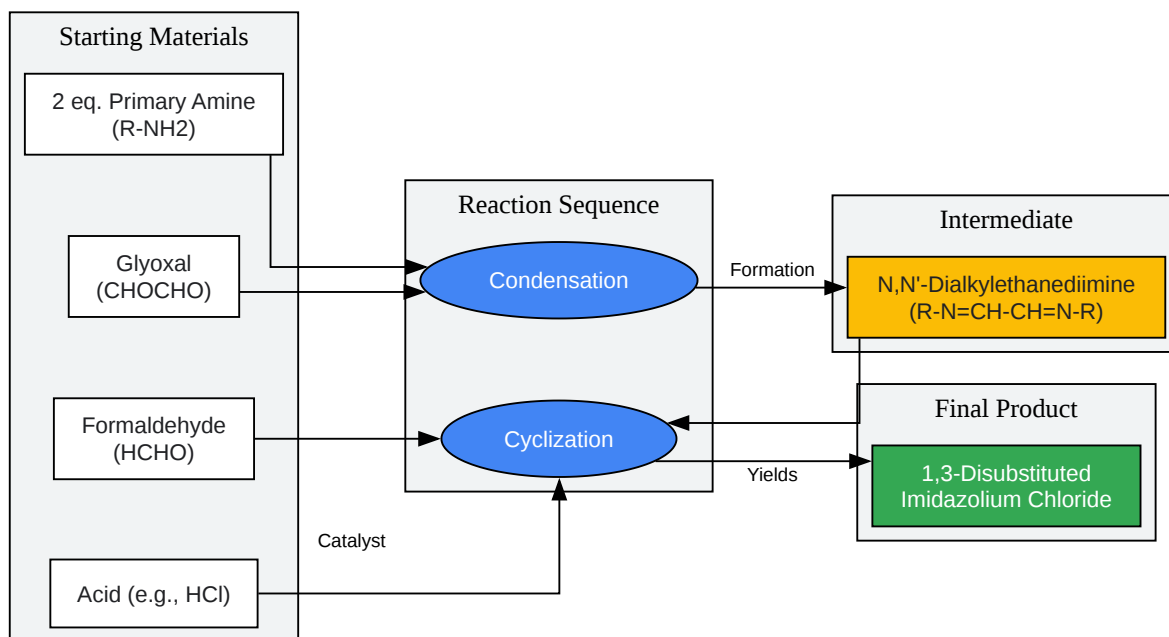 Starting Materials
2 eq. Primary Amine
(R-NH2)
Glyoxal
(CHOCHO)
Formaldehyde
(HCHO)
Acid (e.g., HCl)
Catalyst
Reaction Sequence
Condensation
Cyclization
Formation
Yields
Intermediate
N,N'-Dialkylethanediimine
(R-N=CH-CH=N-R)
Final Product
1,3-Disubstituted
Imidazolium Chloride